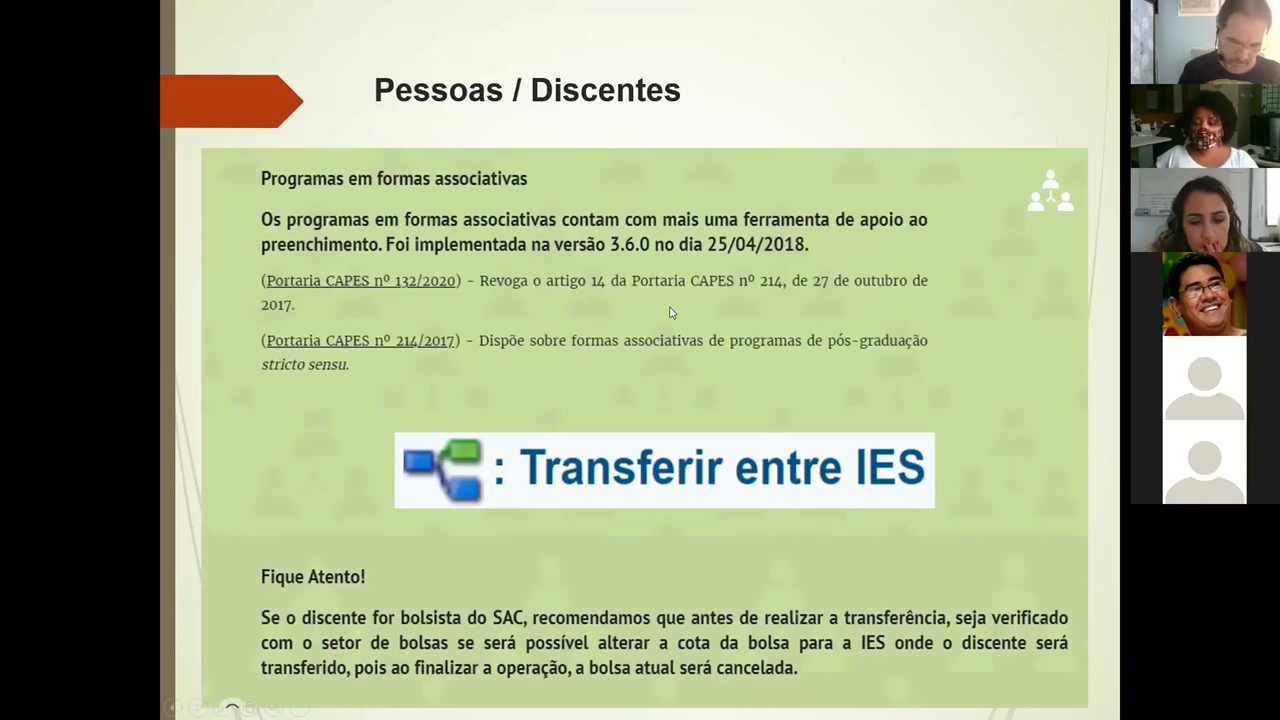 Pessoas / Discentes
Programas em formas associativas
Os programas em formas associativas contam com mais uma ferramenta de apoio ao
preenchimento. Foi implementada na versão 3.6.0 no dia 25/04/2018.
(Portaria CAPES nº 132/2020) - Revoga o artigo 14 da Portaria CAPES nº 214, de 27 de outubro de
2017.
(Portaria CAPES nº 214/2017) - Dispõe sobre formas associativas de programas de pós-graduação
stricto sensu.
: Transferir entre IES
Fique Atento!
Se o discente for bolsista do SAC, recomendamos que antes de realizar a transferência, seja verificado
com o setor de bolsas se será possível alterar a cota da bolsa para a IES onde o discente será
transferido, pois ao finalizar a operação, a bolsa atual será cancelada.